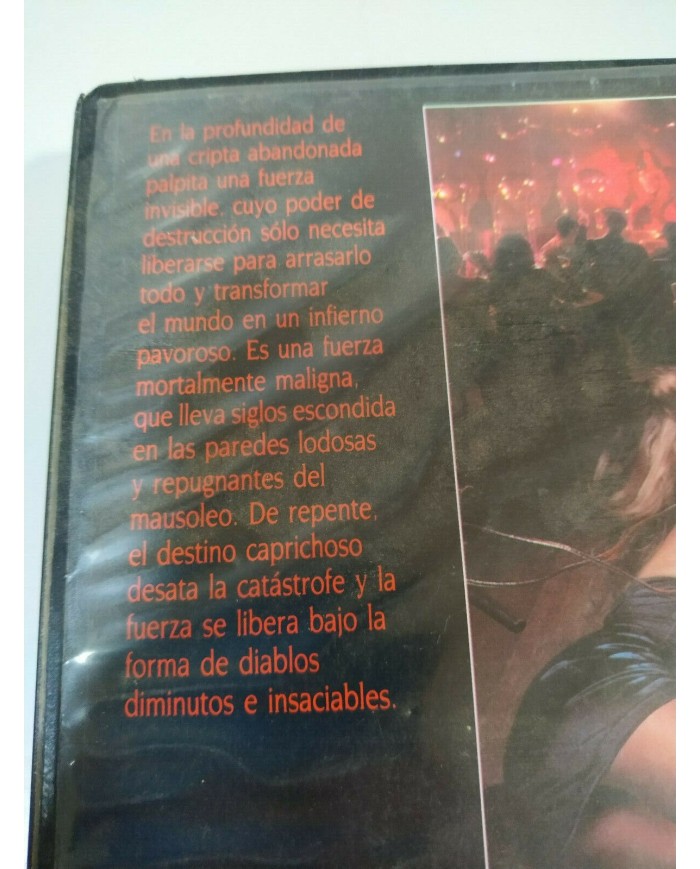 En la profundidad de
una cripta abandonada
palpita una fuerza
invisible, cuyo poder de
destrucción sólo necesita
liberarse para arrasarlo
todo y transformar
el mundo en un infierno
pavoroso. Es una fuerza
mortalmente maligna,
que lleva siglos escondida
en las paredes lodosas
y repugnantes del
mausoleo. De repente,
el destino caprichoso
desata la catástrofe y la
fuerza se libera bajo la
forma de diablos
diminutos e insaciables.